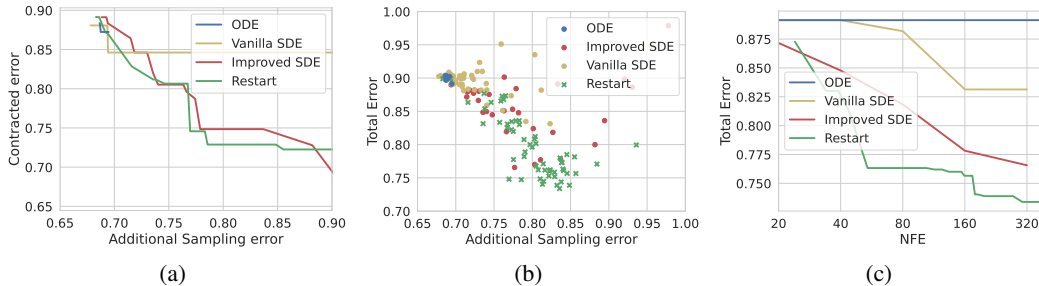 0.90
0.85
0.80
0.75
0.70
0.65
Contracted error
0.65 0.70 0.75 0.80 0.85 0.90
Additional Sampling error
ODE
Vanilla SDE
Improved SDE
Restart
(a)
1.00
0.95
0.90
0.85
0.80
0.75
0.70
Total Error
0.65 0.70 0.75 0.80 0.85 0.90 0.95 1.00
Additional Sampling error
ODE
Improved SDE
Vanilla SDE
Restart
(b)
0.875
0.850
0.825
0.800
0.775
0.750
Total Error
20 40 80 160 320
NFE
ODE
Vanilla SDE
Improved SDE
Restart
(c)